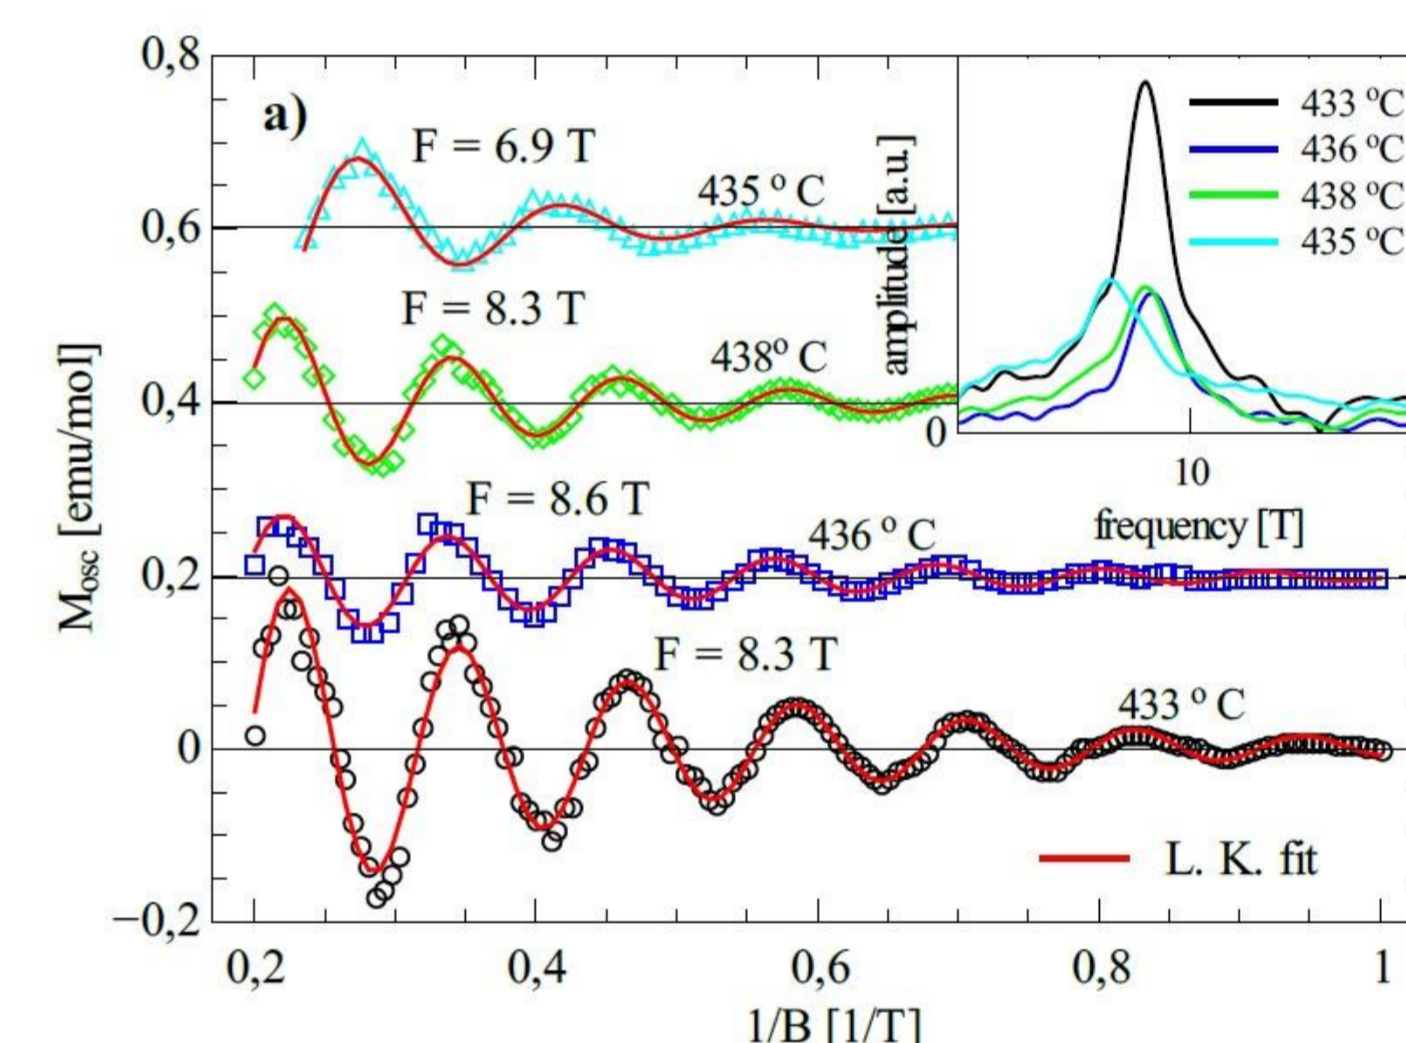 0,8
a)
F = 6.9 T
435 º C
0,6
F = 8.3 T
438º C
0,4
F = 8.6 T
436 º C
0,2
F = 8.3 T
433 º C
0
L. K. fit
−0,2
0,2
0,4
0,6
0,8
1
1/B [1/T]
Mosc [emu/mol]
amplitude [a.u.]
433 ºC
436 ºC
438 ºC
435 ºC
0
10
frequency [T]